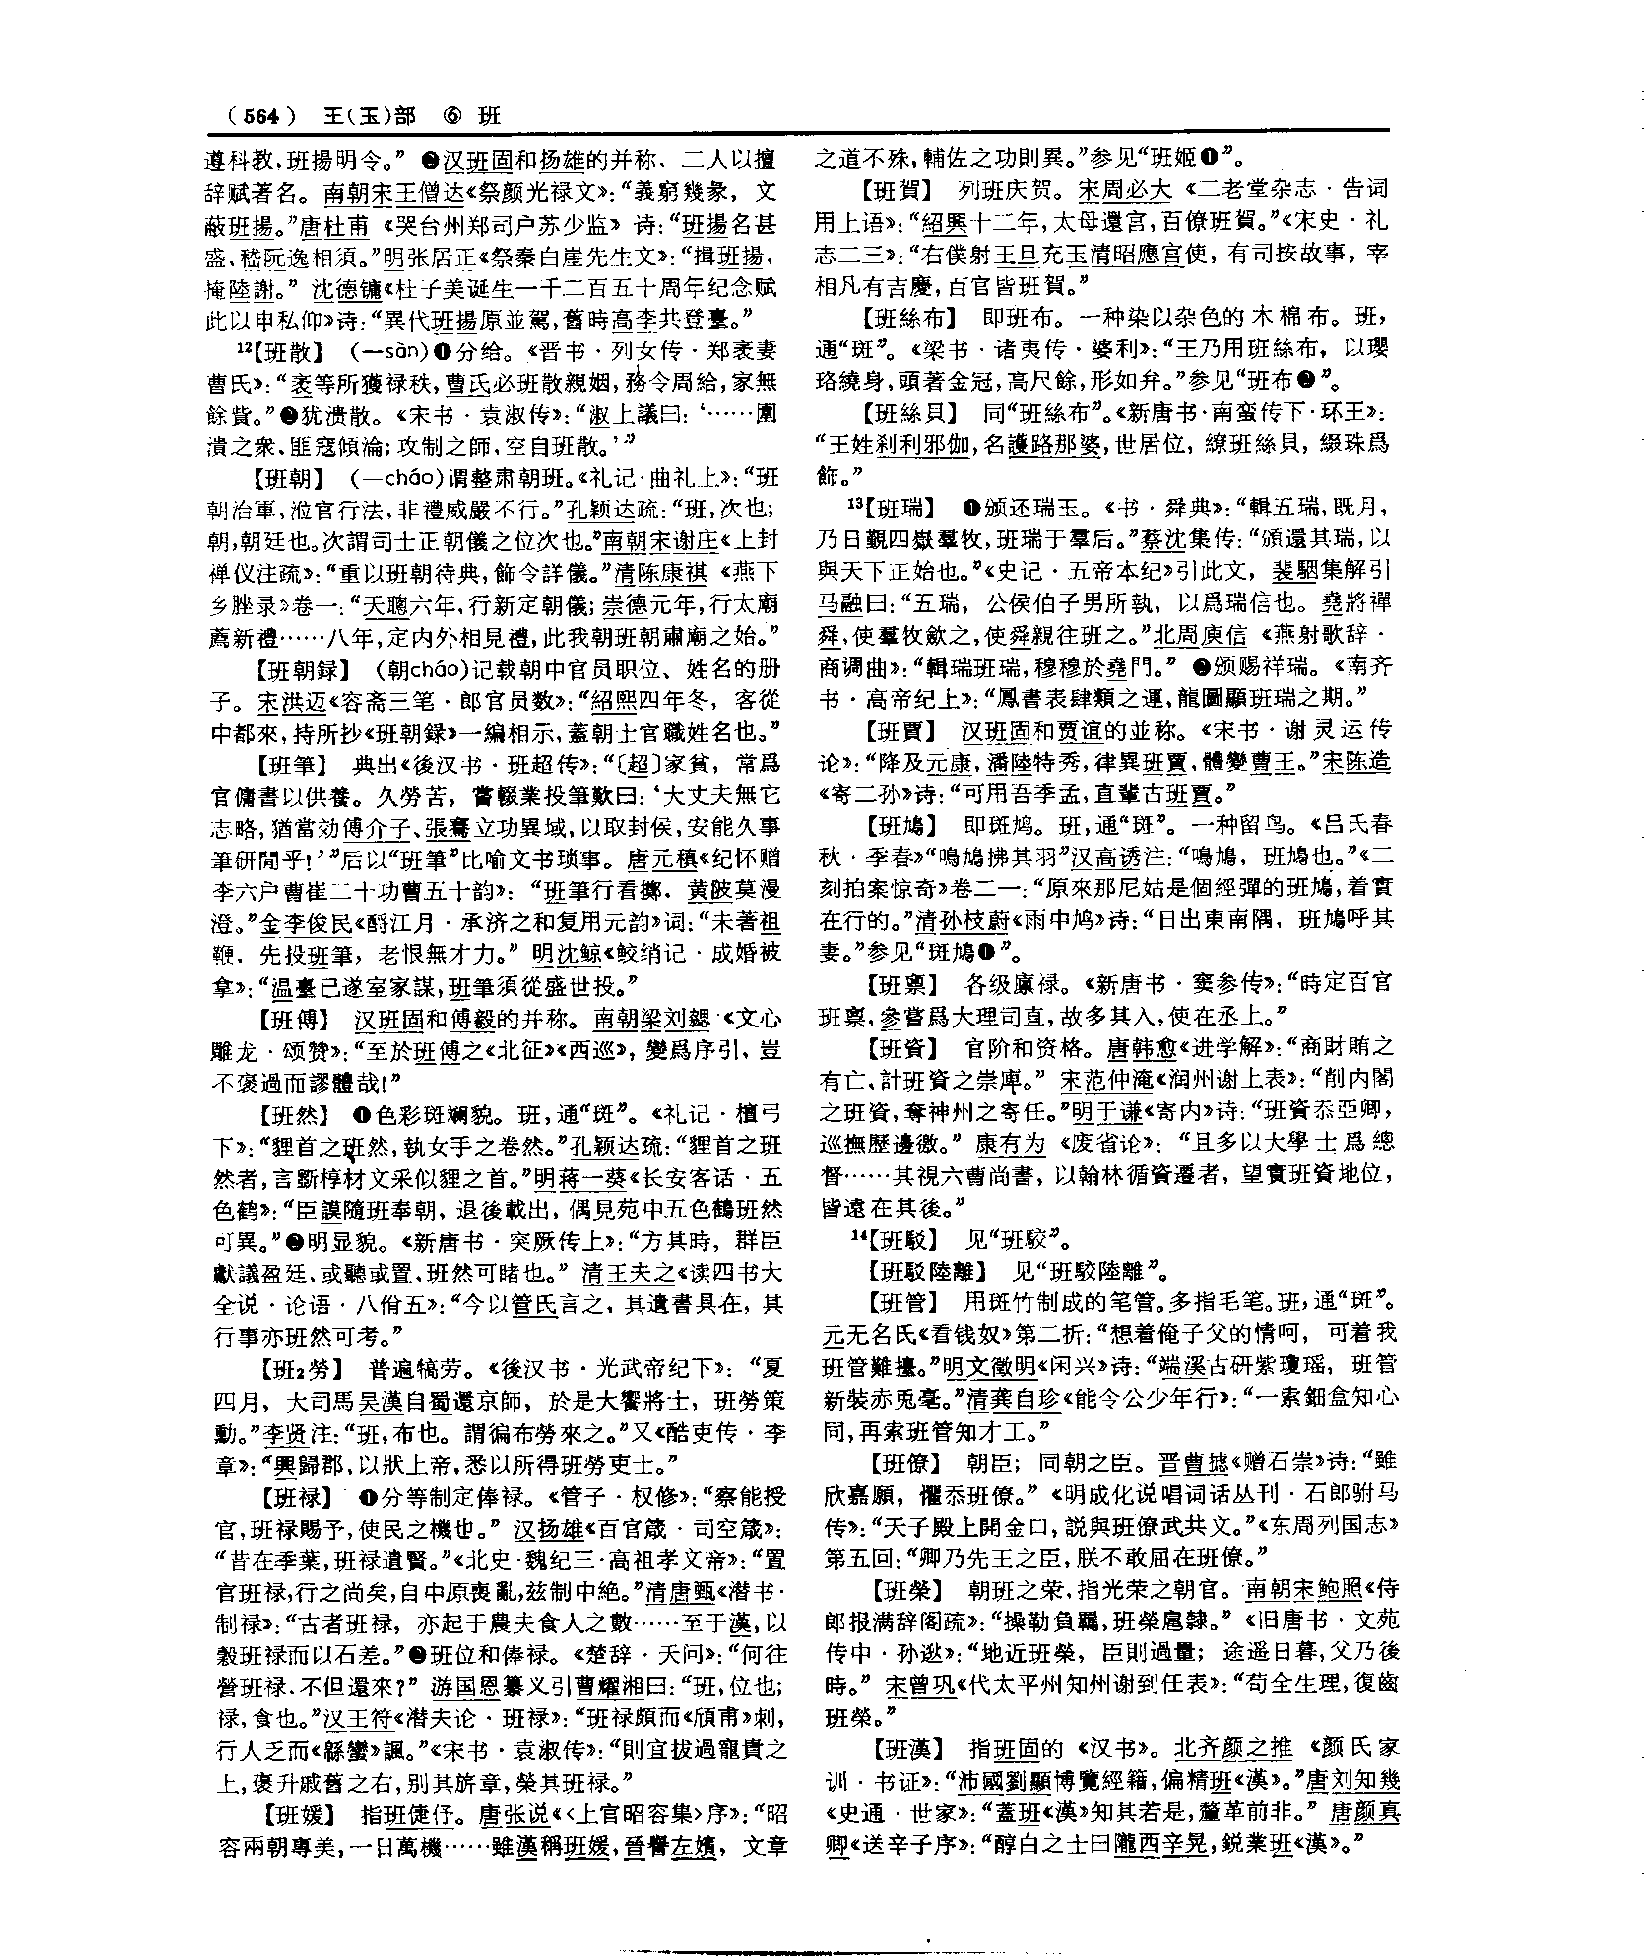 （564） 王(玉)部 ⑥ 班
遵科教、班揚明令。” ❷汉班固和扬雄的并称、二人以擅
辞赋著名。南朝宋王僧达《祭颜光禄文》：“義窮幾彖，文
蔽班揚。”唐杜甫《哭台州郑司户苏少监》诗：“班揚名甚
盛、嵇阮逸相須。”明张居正《祭秦白崖先生文》：“揖班揚，
掩陸謝。” 沈德镛《杜子美诞生一千二百五十周年纪念赋
此以申私仰》诗：“異代班揚原並駕，舊時高李共登臺。”
¹²【班散】 （—sàn）❶分给。《晋书·列女传·郑袤妻
曹氏》：“袤等所獲禄秩，曹氏必班散親姻，務令周給，家無
餘貲。”❷犹溃散。《宋书·袁淑传》：“淑上議曰：‘……圍
潰之衆、匪寇傾淪；攻制之師，空自班散。’”
【班朝】 （—cháo）谓整肃朝班。《礼记·曲礼上》：“班
朝治軍，涖官行法，非禮威嚴不行。”孔颖达疏：“班，次也；
朝，朝廷也。次謂司士正朝儀之位次也。”南朝宋谢庄《上封
禅仪注疏》：“重以班朝待典，飾令詳儀。”清陈康祺《燕下
乡脞录》卷一：“天聰六年，行新定朝儀；崇德元年，行太廟
薦新禮……八年，定内外相見禮，此我朝班朝肅廟之始。”
【班朝録】 （朝cháo）记载朝中官员职位、姓名的册
子。宋洪迈《容斋三笔·郎官员数》：“紹熙四年冬，客從
中都來，持所抄《班朝録》一編相示，蓋朝士官職姓名也。”
【班筆】 典出《後汉书·班超传》：“〔超〕家貧，常爲
官傭書以供養。久勞苦，嘗輟業投筆歎曰：‘大丈夫無它
志略，猶當効傅介子、張騫立功異域，以取封侯，安能久事
筆研閒乎！’”后以“班筆”比喻文书琐事。唐元稹《纪怀赠
李六户曹崔二十功曹五十韵》：“班筆行看擲，黄陂莫漫
澄。”金李俊民《酹江月·承济之和复用元韵》词：“未著祖
鞭，先投班筆，老恨無才力。” 明沈鲸《鲛绡记·成婚被
拿》：“温臺已遂室家謀，班筆須從盛世投。”
【班傅】 汉班固和傅毅的并称。南朝梁刘勰《文心
雕龙·颂赞》：“至於班傅之《北征》《西巡》，變爲序引，豈
不褒過而謬體哉！”
【班然】 ❶色彩斑斓貌。班，通“斑”。《礼记·檀弓
下》：“貍首之班然，執女手之卷然。”孔颖达疏：“貍首之班
然者，言斲椁材文采似貍之首。”明蒋一葵《长安客话·五
色鹤》：“臣謨隨班奉朝，退後載出，偶見苑中五色鶴班然
可異。”❷明显貌。《新唐书·突厥传上》：“方其時，群臣
獻議盈廷、或聽或置、班然可睹也。” 清王夫之《读四书大
全说·论语·八佾五》：“今以管氏言之，其遺書具在，其
行事亦班然可考。”
【班₂勞】 普遍犒劳。《後汉书·光武帝纪下》：“夏
四月，大司馬吴漢自蜀還京師，於是大饗將士，班勞策
勳。”李贤注：“班，布也。謂徧布勞來之。”又《酷吏传·李
章》：“興歸郡，以狀上帝，悉以所得班勞吏士。”
【班禄】 ❶分等制定俸禄。《管子·权修》：“察能授
官，班禄賜予，使民之機也。” 汉扬雄《百官箴·司空箴》：
“昔在季葉，班禄遺賢。”《北史·魏纪三·高祖孝文帝》：“置
官班禄，行之尚矣，自中原喪亂，兹制中絶。”清唐甄《潜书·
制禄》：“古者班禄，亦起于農夫食人之數……至于漢，以
穀班禄而以石差。”❷班位和俸禄。《楚辞·天问》：“何往
營班禄、不但還來？” 游国恩纂义引曹耀湘曰：“班，位也；
禄，食也。”汉王符《潜夫论·班禄》：“班禄頗而《頎甫》刺，
行人乏而《緜蠻》諷。”《宋书·袁淑传》：“則宜拔過寵貴之
上，褒升戚舊之右，别其旂章，榮其班禄。”
【班媛】 指班倢伃。唐张说《〈上官昭容集〉序》：“昭
容兩朝專美，一日萬機……雖漢稱班媛，晉譽左嬪，文章
之道不殊，輔佐之功則異。”参见“班姬❶”。
【班賀】 列班庆贺。宋周必大《二老堂杂志·告词
用上语》：“紹興十二年，太母還宫，百僚班賀。”《宋史·礼
志二三》：“右僕射王旦充玉清昭應宫使，有司按故事，宰
相凡有吉慶，百官皆班賀。”
【班絲布】 即班布。一种染以杂色的木棉布。班，
通“斑”。《梁书·诸夷传·婆利》：“王乃用班絲布，以瓔
珞繞身，頭著金冠，高尺餘，形如弁。”参见“班布❷”。
【班絲貝】 同“班絲布”。《新唐书·南蛮传下·环王》：
“王姓刹利邪伽，名護路那婆，世居位，繚班絲貝，綴珠爲
飾。”
¹³【班瑞】 ❶颁还瑞玉。《书·舜典》：“輯五瑞，既月，
乃日覲四嶽羣牧，班瑞于羣后。”蔡沈集传：“頒還其瑞，以
與天下正始也。”《史记·五帝本纪》引此文，裴駰集解引
马融曰：“五瑞，公侯伯子男所執，以爲瑞信也。堯將禪
舜，使羣牧斂之，使舜親往班之。”北周庾信《燕射歌辞·
商调曲》：“輯瑞班瑞，穆穆於堯門。” ❷颁赐祥瑞。《南齐
书·高帝纪上》：“鳳書表肆類之運，龍圖顯班瑞之期。”
【班賈】 汉班固和贾谊的並称。《宋书·谢灵运传
论》：“降及元康，潘陸特秀，律異班賈，體變曹王。”宋陈造
《寄二孙》诗：“可用吾季孟，直輩古班賈。”
【班鳩】 即斑鸠。班，通“斑”。一种留鸟。《吕氏春
秋·季春》“鳴鳩拂其羽”汉高诱注：“鳴鳩，班鳩也。”《二
刻拍案惊奇》卷二一：“原來那尼姑是個經彈的班鳩，着實
在行的。”清孙枝蔚《雨中鸠》诗：“日出東南隅，班鳩呼其
妻。”参见“斑鳩❶”。
【班禀】 各级廪禄。《新唐书·窦参传》：“時定百官
班禀，參嘗爲大理司直，故多其入，使在丞上。”
【班資】 官阶和资格。唐韩愈《进学解》：“商財賄之
有亡、計班資之崇庳。” 宋范仲淹《润州谢上表》：“削内閣
之班資，奪神州之寄任。”明于谦《寄内》诗：“班資忝亞卿，
巡撫歷邊徼。” 康有为《废省论》：“且多以大學士爲總
督……其視六曹尚書，以翰林循資遷者，望實班資地位，
皆遠在其後。”
¹⁴【班駁】 见“班駮”。
【班駁陸離】 见“班駮陸離”。
【班管】 用斑竹制成的笔管。多指毛笔。班，通“斑”。
元无名氏《看钱奴》第二折：“想着俺子父的情呵，可着我
班管難擡。”明文徵明《闲兴》诗：“端溪古研紫瓊瑶，班管
新裝赤兎毫。”清龚自珍《能令公少年行》：“一索鈿盒知心
同，再索班管知才工。”
【班僚】 朝臣；同朝之臣。晋曹摅《赠石崇》诗：“雖
欣嘉願，懼忝班僚。”《明成化说唱词话丛刊·石郎驸马
传》：“天子殿上開金口，説與班僚武共文。”《东周列国志》
第五回：“卿乃先王之臣，朕不敢屈在班僚。”
【班榮】 朝班之荣，指光荣之朝官。南朝宋鲍照《侍
郎报满辞阁疏》：“操勒負羈，班榮扈隸。”《旧唐书·文苑
传中·孙逖》：“地近班榮，臣則過量；途遥日暮，父乃後
時。” 宋曾巩《代太平州知州谢到任表》：“苟全生理，復齒
班榮。”
【班漢】 指班固的《汉书》。北齐颜之推《颜氏家
训·书证》：“沛國劉顯博覽經籍，偏精班《漢》。”唐刘知幾
《史通·世家》：“蓋班《漢》知其若是，釐革前非。” 唐颜真
卿《送辛子序》：“醇白之士曰隴西辛晃，鋭業班《漢》。”